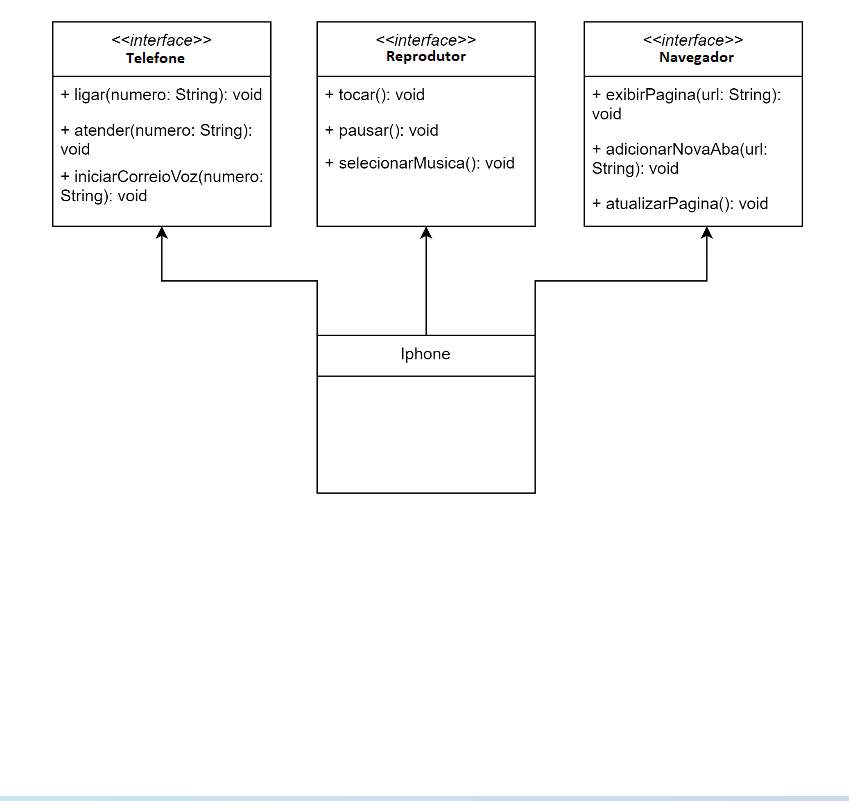 <<interface>>
Telefone
+ ligar(numero: String): void
+ atender(numero: String):
void
+ iniciarCorreioVoz(numero:
String): void
<<interface>>
Reprodutor
+ tocar(): void
+ pausar(): void
+ selecionarMusica(): void
<<interface>>
Navegador
+ exibirPagina(url: String):
void
+ adicionarNovaAba(url:
String): void
+ atualizarPagina(): void
Iphone